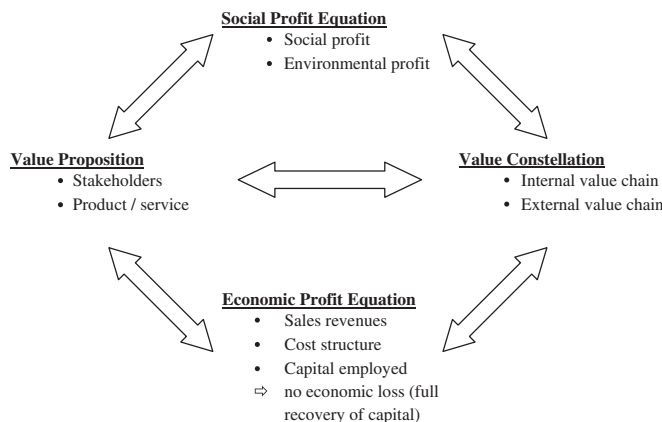 Social Profit Equation
• Social profit
• Environmental profit
Value Proposition
• Stakeholders
• Product / service
Value Constellation
• Internal value chain
• External value chain
Economic Profit Equation
• Sales revenues
• Cost structure
• Capital employed
⇨ no economic loss (full
recovery of capital)